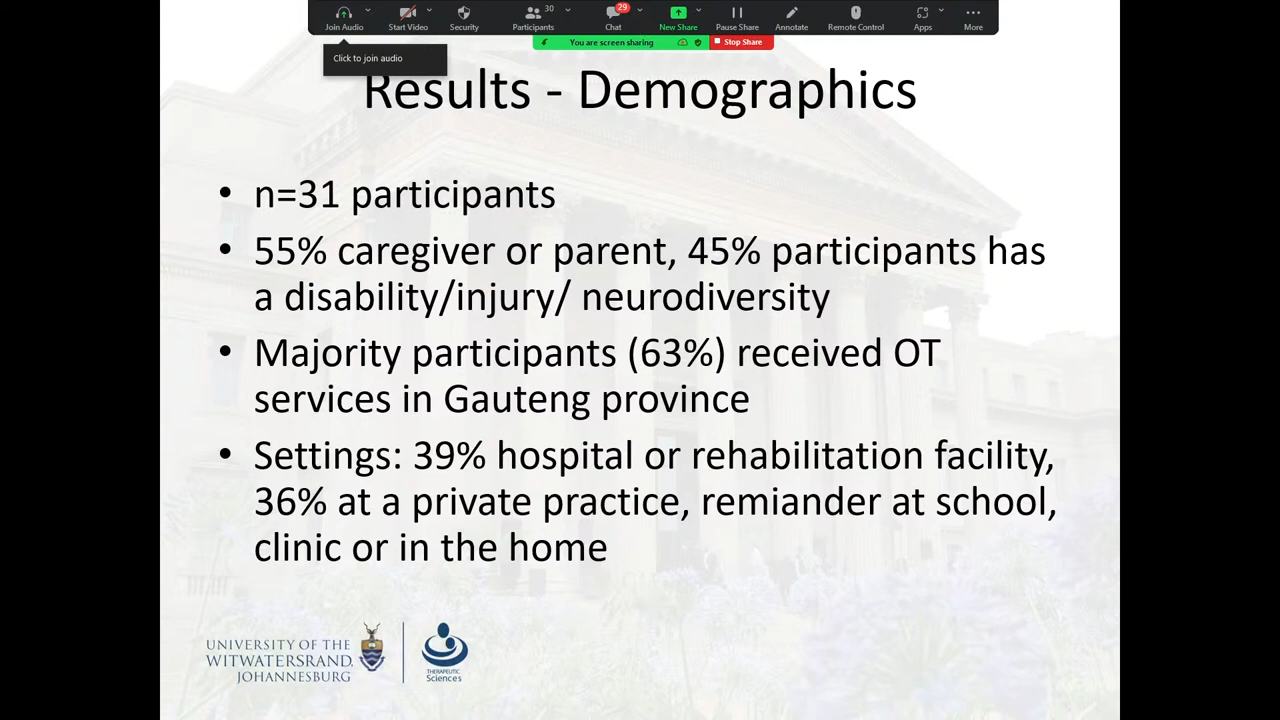 Join Audio
Start Video
Security
Participants
30
Chat
29
New Share
Pause Share
Annotate
Remote Control
Apps
More
You are screen sharing
Stop Share
Click to join audio
Results - Demographics
• n=31 participants
• 55% caregiver or parent, 45% participants has
a disability/injury/ neurodiversity
• Majority participants (63%) received OT
services in Gauteng province
• Settings: 39% hospital or rehabilitation facility,
36% at a private practice, remiander at school,
clinic or in the home
UNIVERSITY OF THE
WITWATERSRAND,
JOHANNESBURG
THERAPEUTIC
Sciences